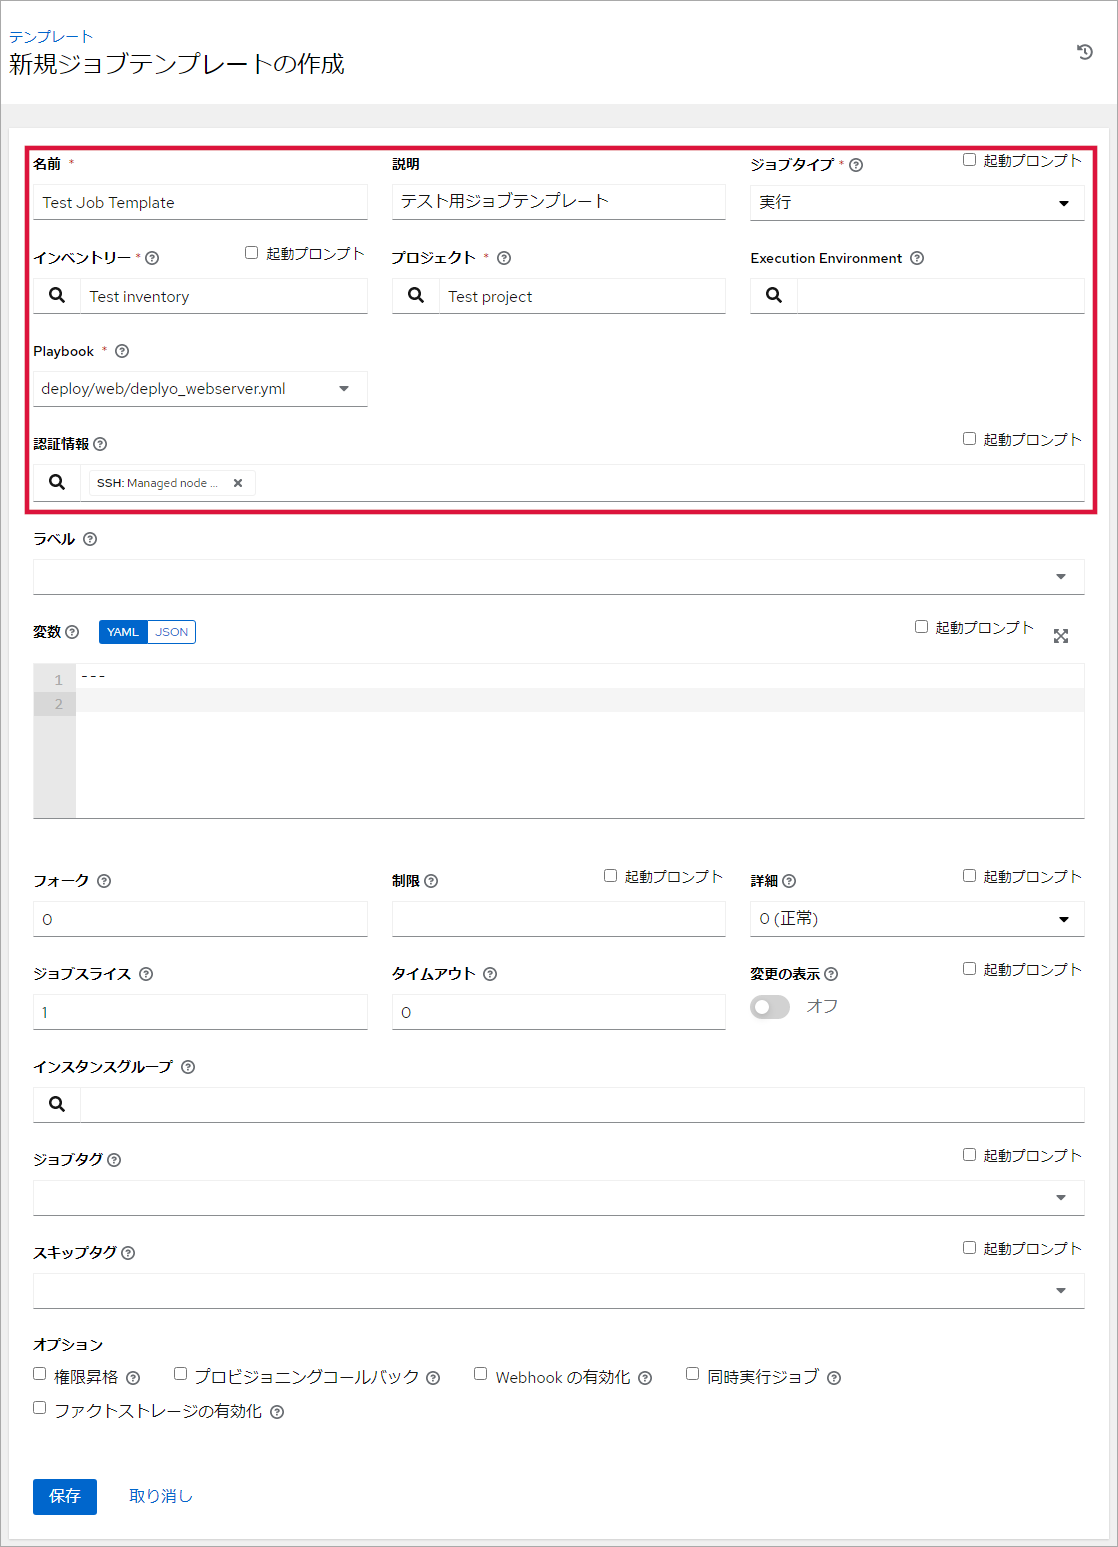 テンプレート
新規ジョブテンプレートの作成
名前 * 説明 ジョブタイプ * 起動プロンプト
Test Job Template テスト用ジョブテンプレート 実行
インベントリー * 起動プロンプト プロジェクト * Execution Environment
Test inventory Test project
Playbook *
deploy/web/deplyo_webserver.yml
認証情報 起動プロンプト
SSH: Managed node ...
ラベル
変数 YAML JSON 起動プロンプト
1 ---
2
フォーク 制限 起動プロンプト 詳細 起動プロンプト
0 0 (正常)
ジョブスライス タイムアウト 変更の表示 起動プロンプト
1 0 オフ
インスタンスグループ
ジョブタグ 起動プロンプト
スキップタグ 起動プロンプト
オプション
権限昇格 プロビジョニングコールバック Webhook の有効化 同時実行ジョブ
ファクトストレージの有効化
保存 取り消し